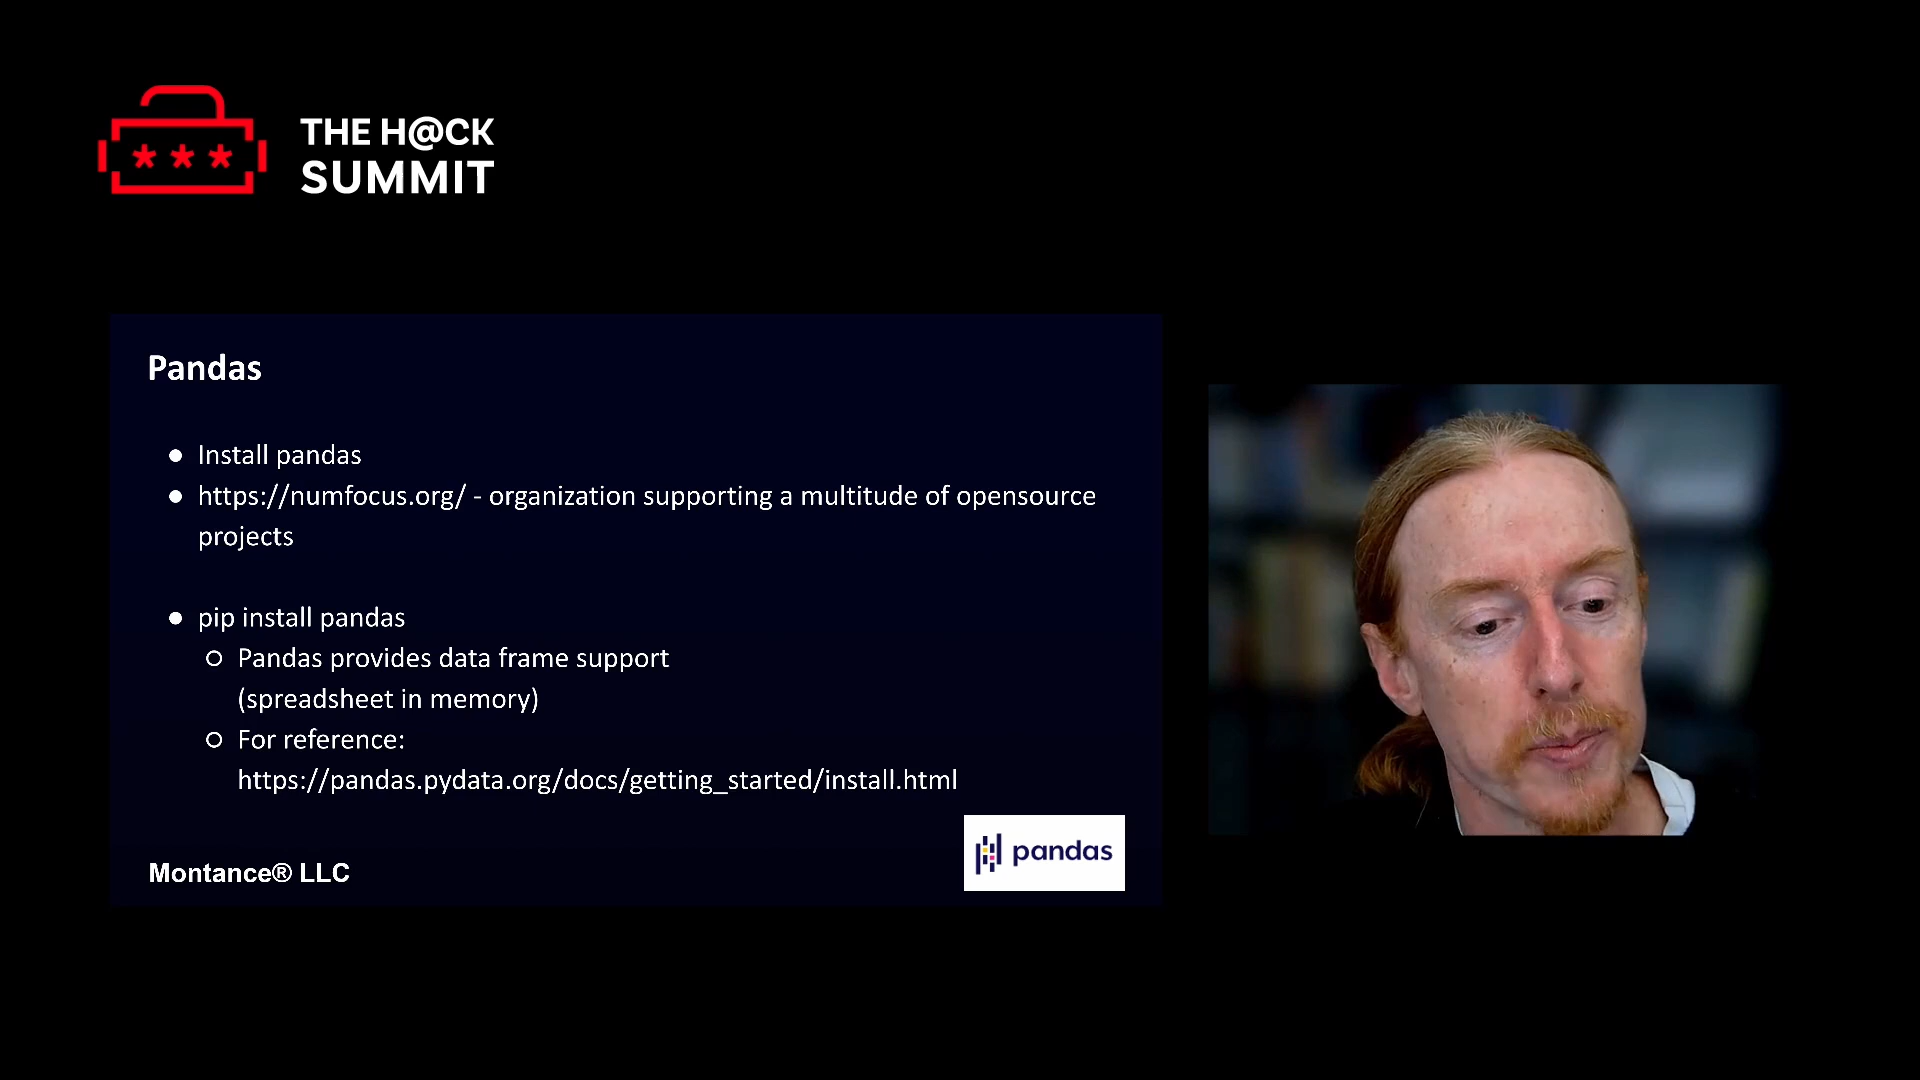 THE H@CK
SUMMIT
***
Pandas
● Install pandas
● https://numfocus.org/ - organization supporting a multitude of opensource
projects
● pip install pandas
○ Pandas provides data frame support
(spreadsheet in memory)
○ For reference:
https://pandas.pydata.org/docs/getting_started/install.html
pandas
Montance® LLC